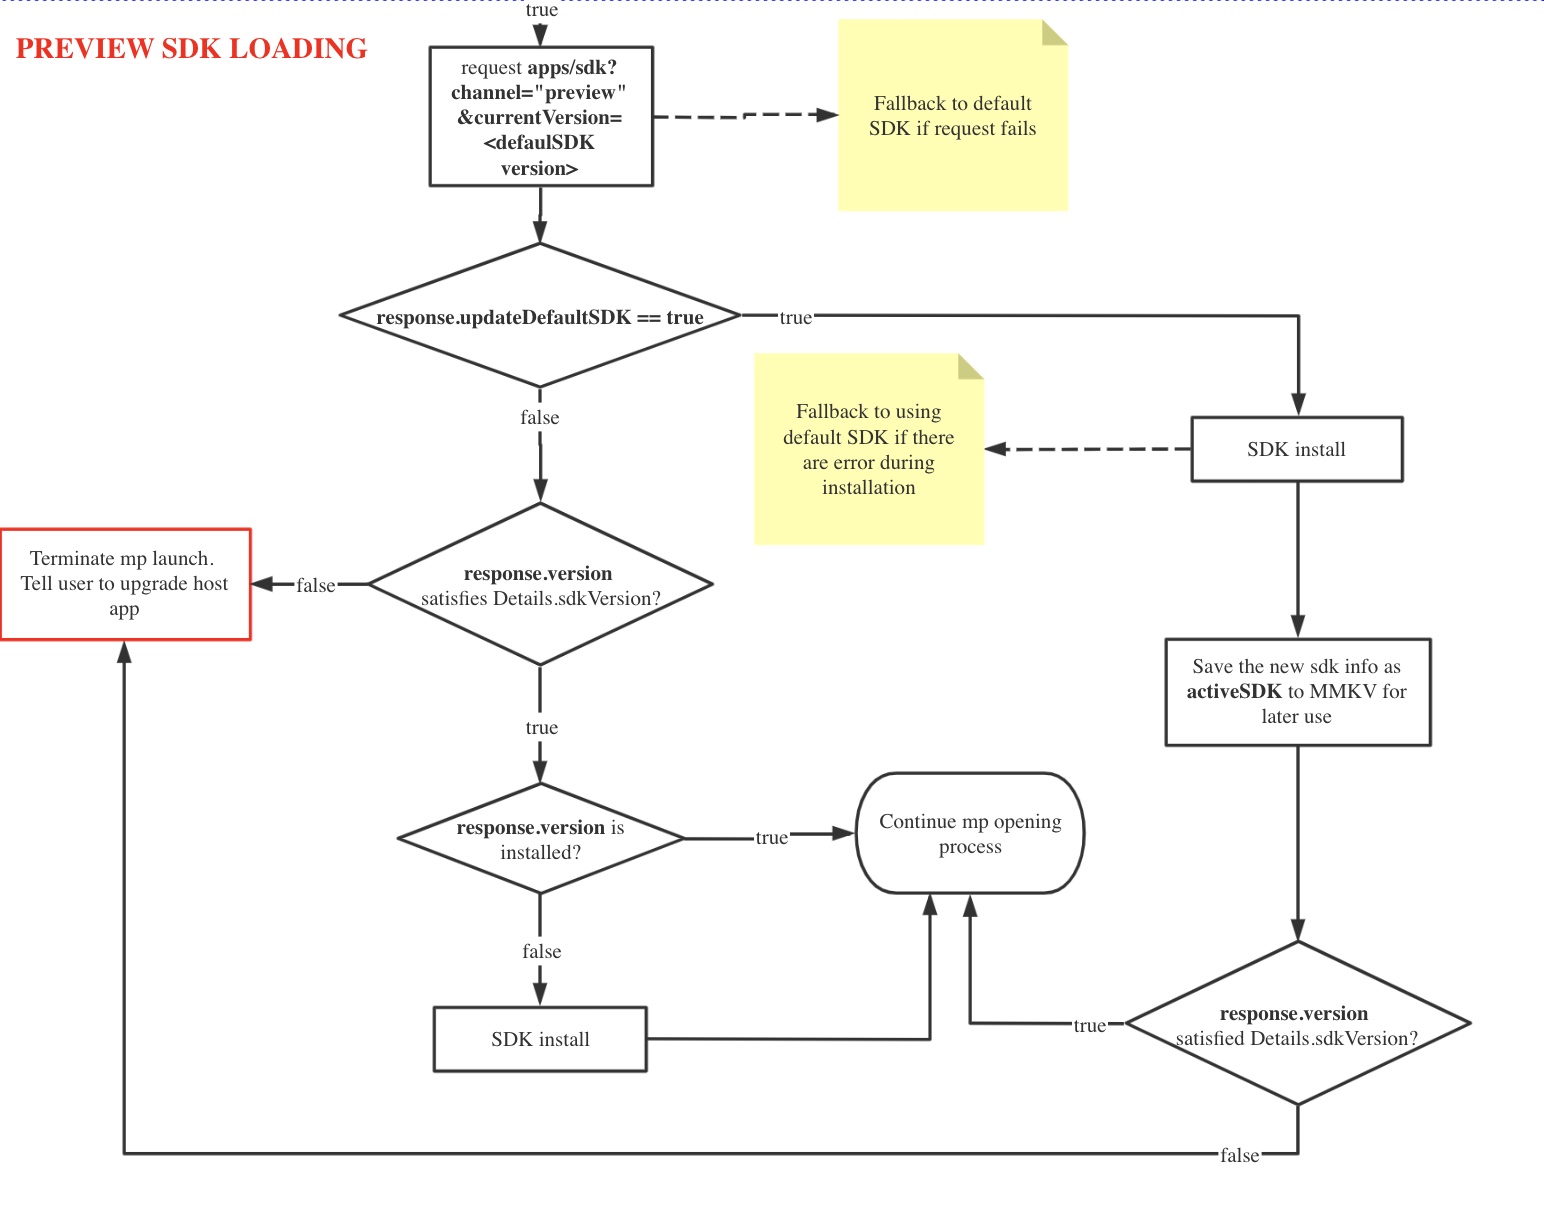 true
PREVIEW SDK LOADING
request apps/sdk?
channel="preview"
&currentVersion=
<defaulSDK
version>
Fallback to default
SDK if request fails
response.updateDefaultSDK == true
true
false
Fallback to using
default SDK if there
are error during
installation
SDK install
response.version
satisfies Details.sdkVersion?
false
Terminate mp launch.
Tell user to upgrade host
app
true
Save the new sdk info as
activeSDK to MMKV for
later use
response.version is
installed?
true
Continue mp opening
process
false
SDK install
response.version
satisfied Details.sdkVersion?
true
false